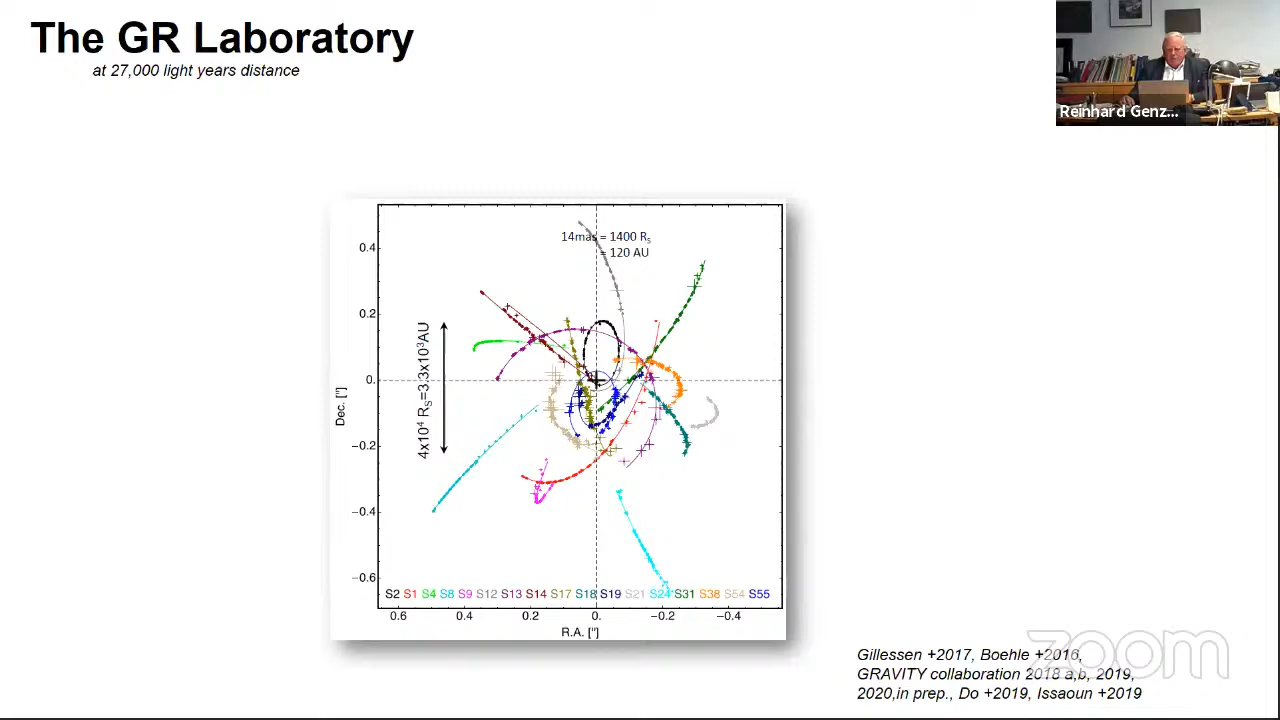 The GR Laboratory
at 27,000 light years distance
Reinhard Genz...
14mas = 1400 Rs
= 120 AU
0.4
0.2
0.
−0.2
−0.4
−0.6
Dec. ["]
4x10⁴ Rs=3.3x10³AU
S2 S1 S4 S8 S9 S12 S13 S14 S17 S18 S19 S21 S24 S31 S38 S54 S55
0.6 0.4 0.2 0. −0.2 −0.4
R.A. ["]
Gillessen +2017, Boehle +2016,
GRAVITY collaboration 2018 a,b, 2019,
2020,in prep., Do +2019, Issaoun +2019
zoom